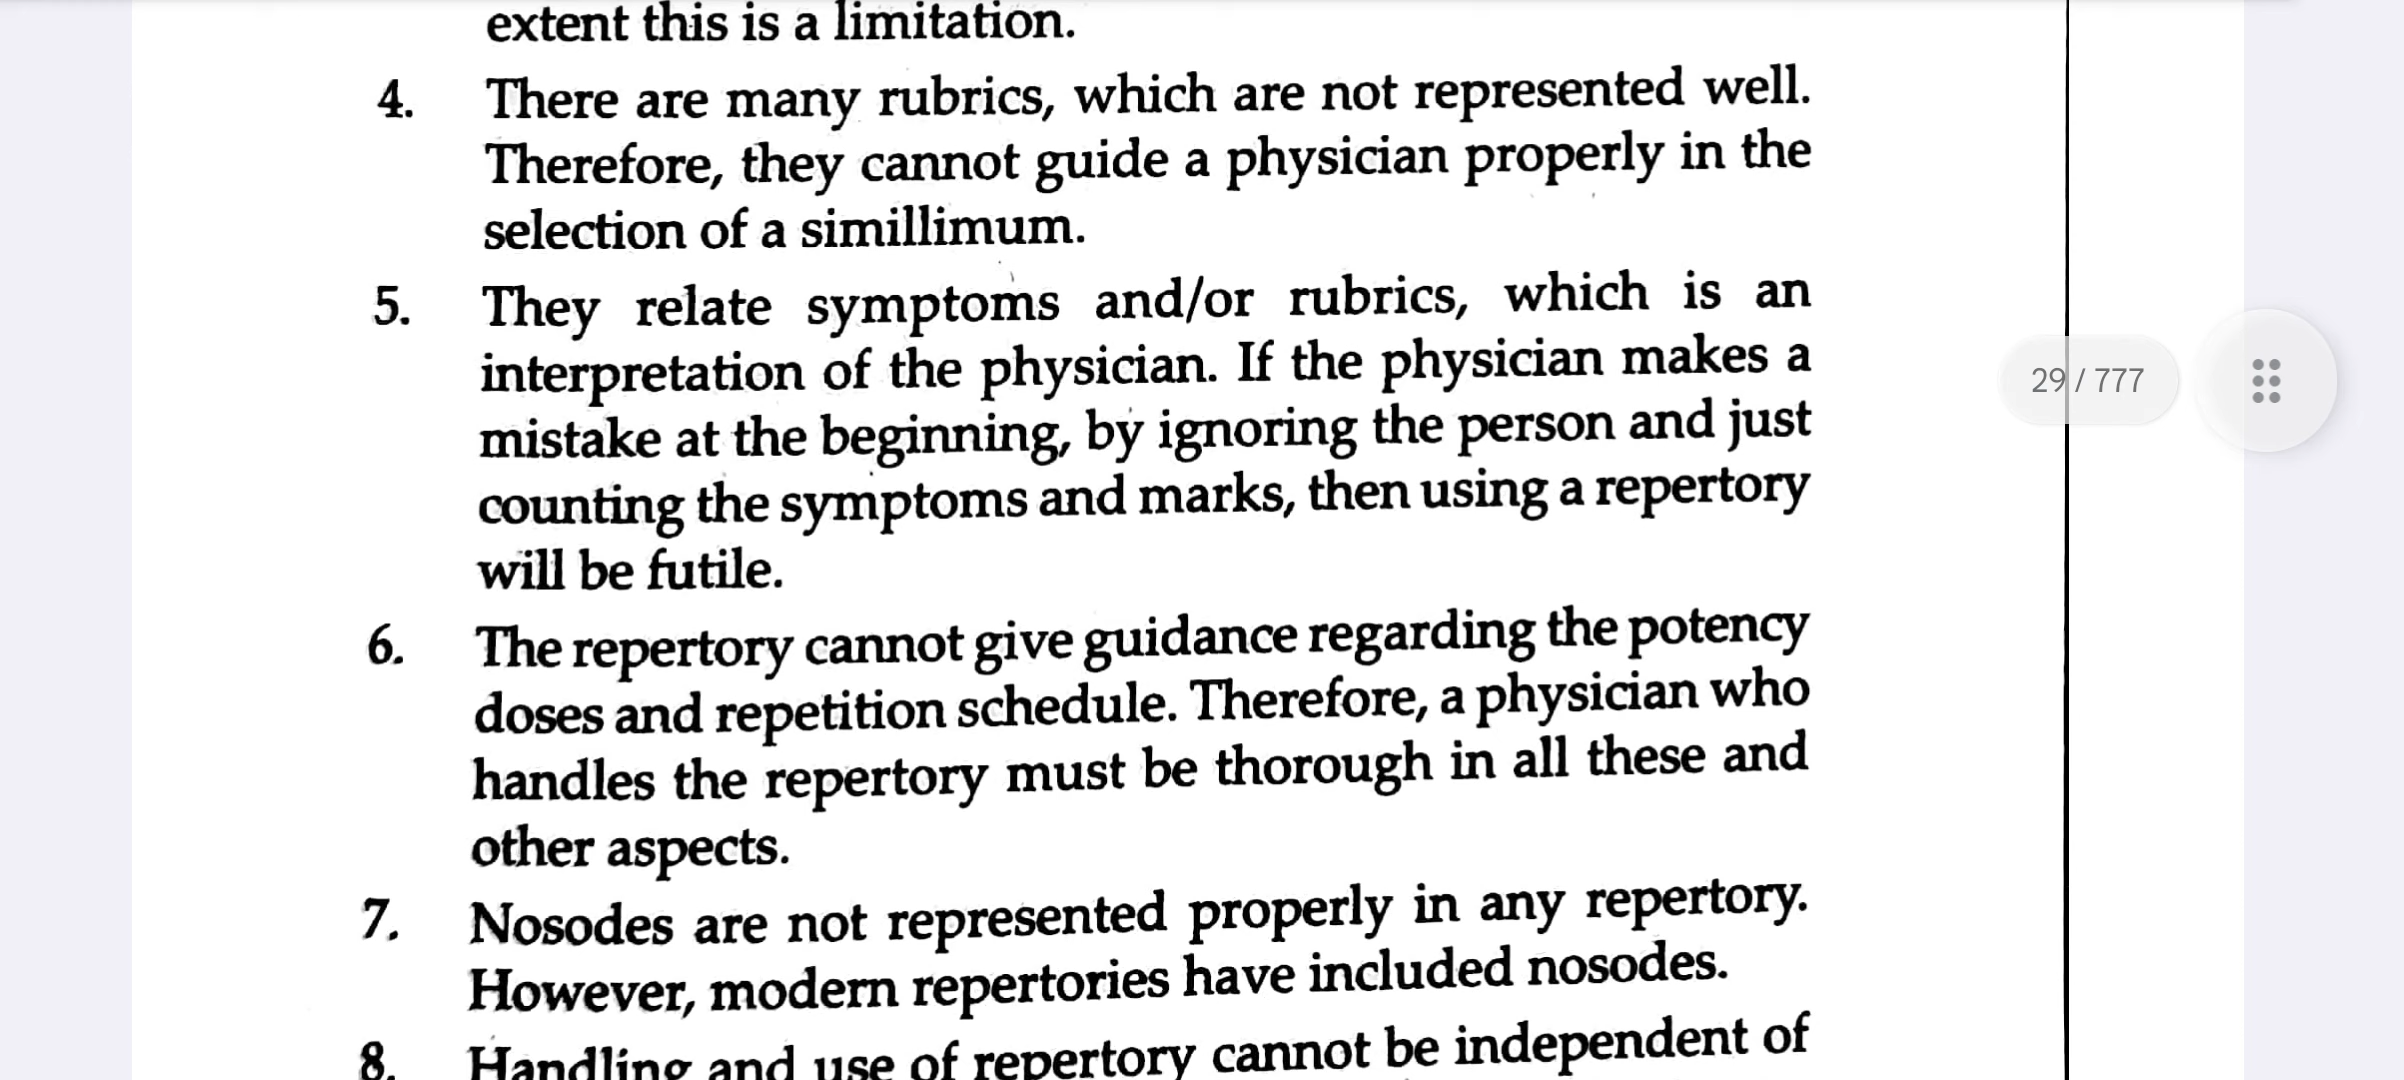 extent this is a limitation.
4. There are many rubrics, which are not represented well.
Therefore, they cannot guide a physician properly in the
selection of a simillimum.
5. They relate symptoms and/or rubrics, which is an
interpretation of the physician. If the physician makes a
mistake at the beginning, by ignoring the person and just
counting the symptoms and marks, then using a repertory
will be futile.
6. The repertory cannot give guidance regarding the potency
doses and repetition schedule. Therefore, a physician who
handles the repertory must be thorough in all these and
other aspects.
7. Nosodes are not represented properly in any repertory.
However, modern repertories have included nosodes.
8. Handling and use of repertory cannot be independent of
29 / 777